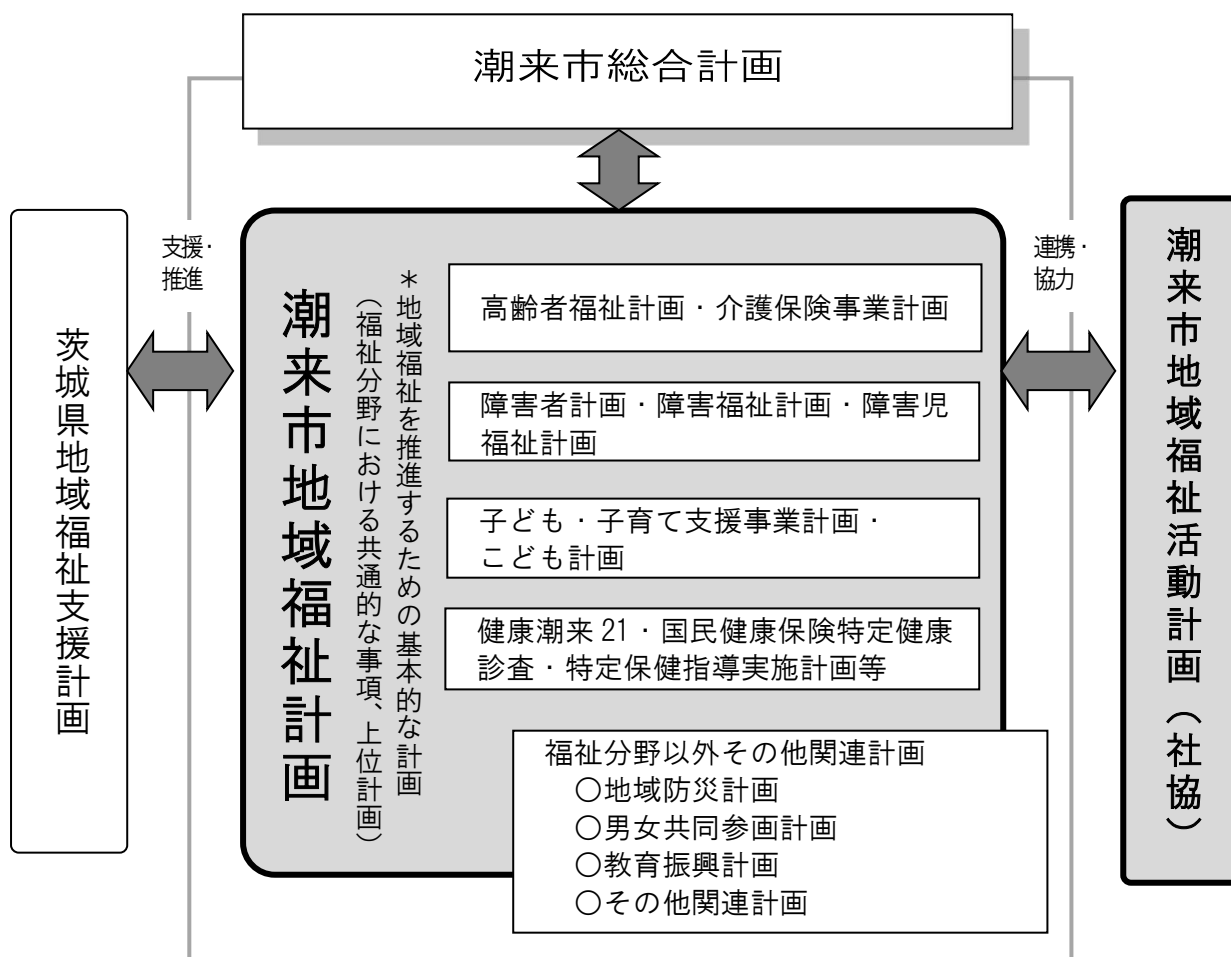 潮来市総合計画
茨城県地域福祉支援計画
支援・
推進
潮来市地域福祉計画
＊地域福祉を推進するための基本的な計画
（福祉分野における共通的な事項、上位計画）
高齢者福祉計画・介護保険事業計画
障害者計画・障害福祉計画・障害児
福祉計画
子ども・子育て支援事業計画・
こども計画
健康潮来 21・国民健康保険特定健康
診査・特定保健指導実施計画等
福祉分野以外その他関連計画
○地域防災計画
○男女共同参画計画
○教育振興計画
○その他関連計画
連携・
協力
潮来市地域福祉活動計画（社協）